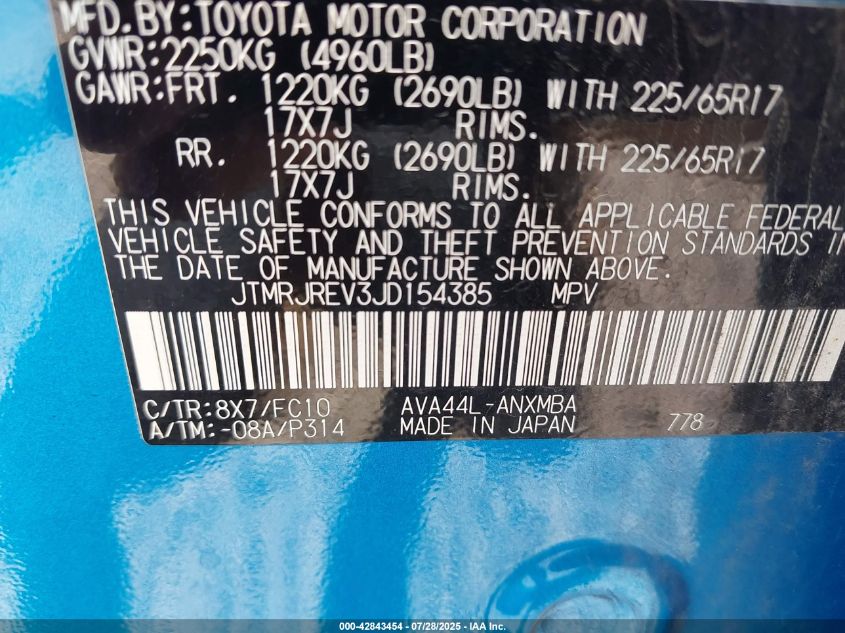 MFD.BY:TOYOTA MOTOR CORPORATION
GVWR:2250KG (4960LB)
GAWR:FRT. 1220KG (2690LB) WITH 225/65R17
17X7J RIMS.
RR. 1220KG (2690LB) WITH 225/65R17
17X7J RIMS.
THIS VEHICLE CONFORMS TO ALL APPLICABLE FEDERAL
VEHICLE SAFETY AND THEFT PREVENTION STANDARDS I
THE DATE OF MANUFACTURE SHOWN ABOVE.
JTMRJREV3JD154385 MPV
C/TR:8X7/FC10 AVA44L-ANXMBA
A/TM:-08A/P314 MADE IN JAPAN 778
000-42843454 | 07/28/2025 - © IAA Inc.